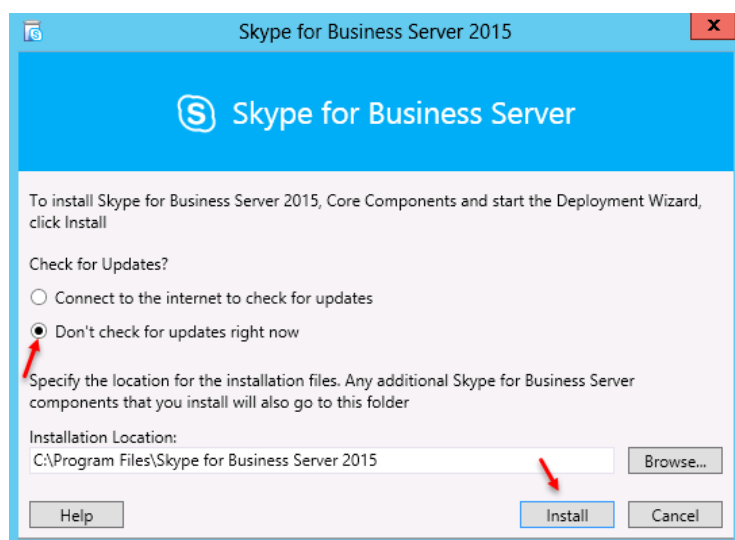 Skype for Business Server 2015
Skype for Business Server
To install Skype for Business Server 2015, Core Components and start the Deployment Wizard,
click Install
Check for Updates?
Connect to the internet to check for updates
Don't check for updates right now
Specify the location for the installation files. Any additional Skype for Business Server
components that you install will also go to this folder
Installation Location:
C:\Program Files\Skype for Business Server 2015
Browse...
Help
Install
Cancel